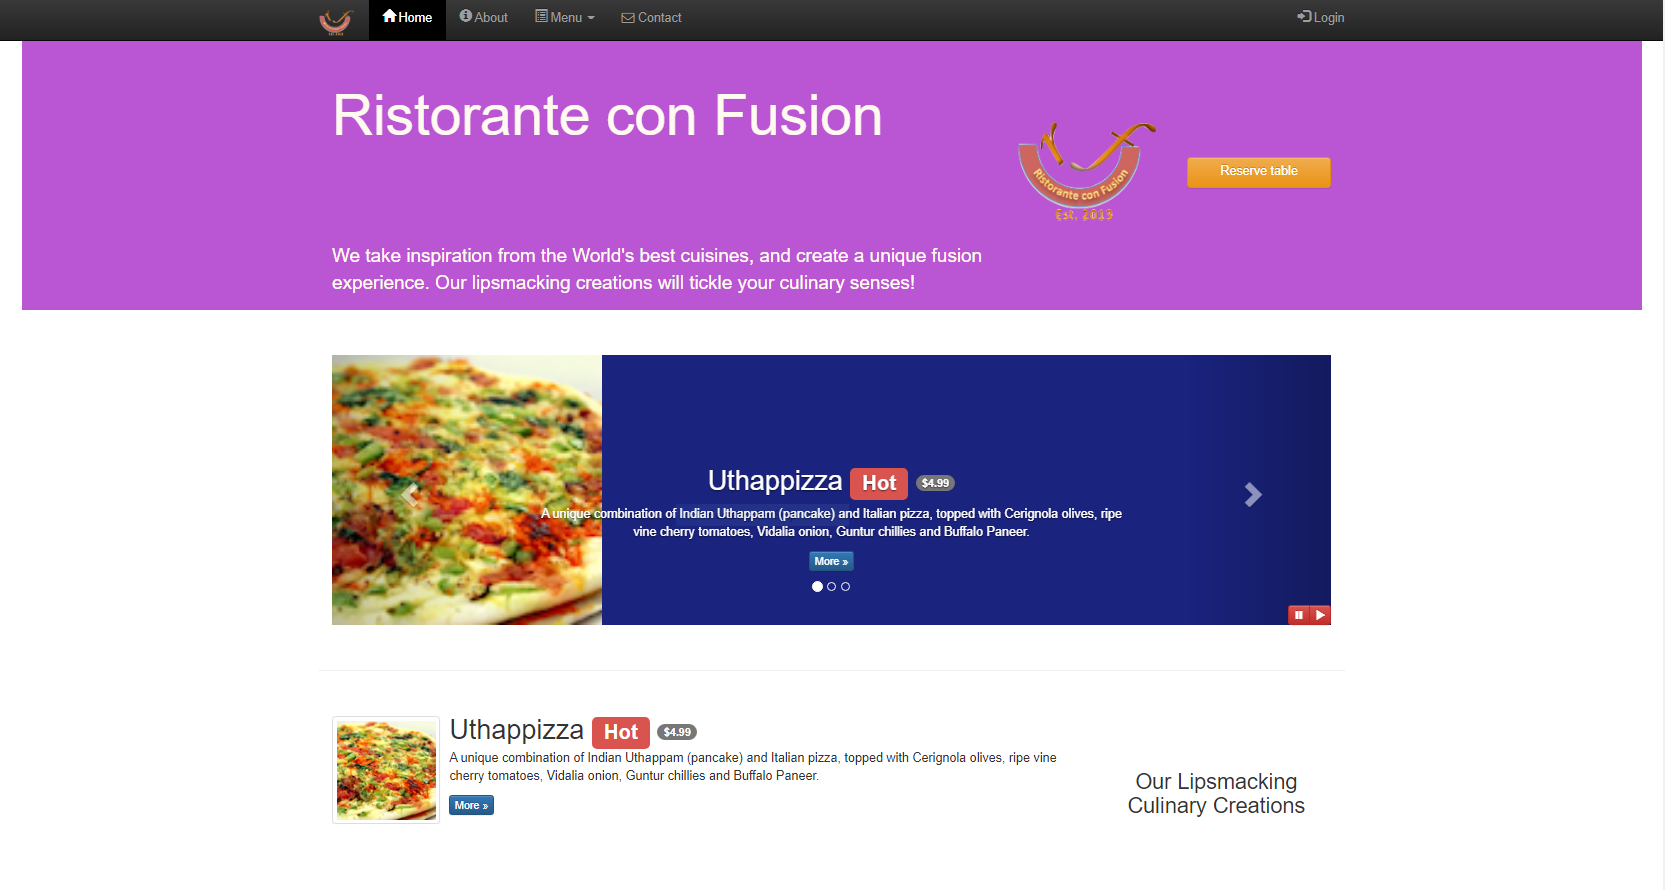 Home About Menu Contact Login
Ristorante con Fusion
Ristorante con Fusion
Est. 2013
Reserve table
We take inspiration from the World's best cuisines, and create a unique fusion
experience. Our lipsmacking creations will tickle your culinary senses!
Uthappizza Hot $4.99
A unique combination of Indian Uthappam (pancake) and Italian pizza, topped with Cerignola olives, ripe
vine cherry tomatoes, Vidalia onion, Guntur chillies and Buffalo Paneer.
More »
Uthappizza Hot $4.99
A unique combination of Indian Uthappam (pancake) and Italian pizza, topped with Cerignola olives, ripe vine
cherry tomatoes, Vidalia onion, Guntur chillies and Buffalo Paneer.
More »
Our Lipsmacking
Culinary Creations